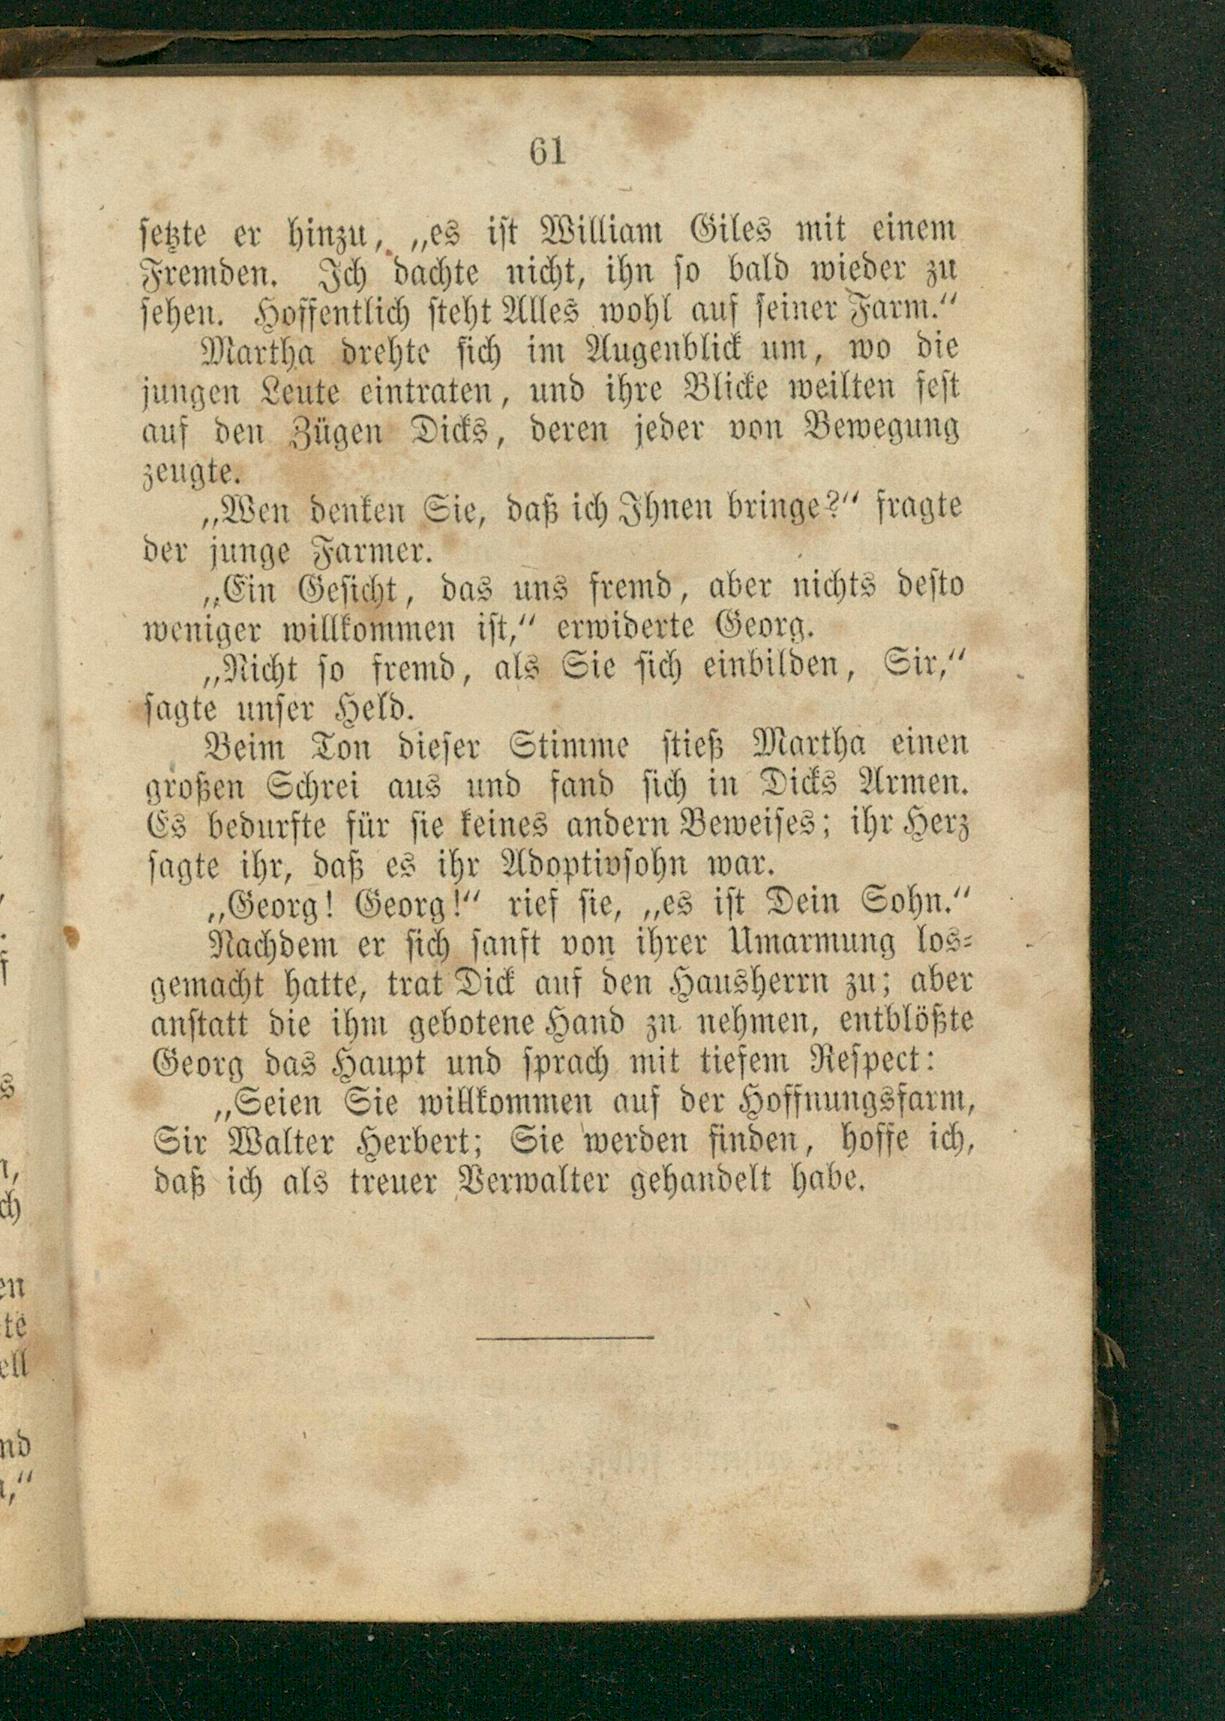 61
setzte er hinzu, „es ist William Giles mit einem
Fremden. Ich dachte nicht, ihn so bald wieder zu
sehen. Hoffentlich steht Alles wohl auf seiner Farm.“
Martha drehte sich im Augenblick um, wo die
jungen Leute eintraten, und ihre Blicke weilten fest
auf den Zügen Dicks, deren jeder von Bewegung
zeugte.
„Wen denken Sie, daß ich Ihnen bringe?“ fragte
der junge Farmer.
„Ein Gesicht, das uns fremd, aber nichts desto
weniger willkommen ist,“ erwiderte Georg.
„Nicht so fremd, als Sie sich einbilden, Sir,“
sagte unser Held.
Beim Ton dieser Stimme stieß Martha einen
großen Schrei aus und fand sich in Dicks Armen.
Es bedurfte für sie keines andern Beweises; ihr Herz
sagte ihr, daß es ihr Adoptivsohn war.
„Georg! Georg!“ rief sie, „es ist Dein Sohn.“
Nachdem er sich sanft von ihrer Umarmung los-
gemacht hatte, trat Dick auf den Hausherrn zu; aber
anstatt die ihm gebotene Hand zu nehmen, entblößte
Georg das Haupt und sprach mit tiefem Respect:
„Seien Sie willkommen auf der Hoffnungsfarm,
Sir Walter Herbert; Sie werden finden, hoffe ich,
daß ich als treuer Verwalter gehandelt habe.